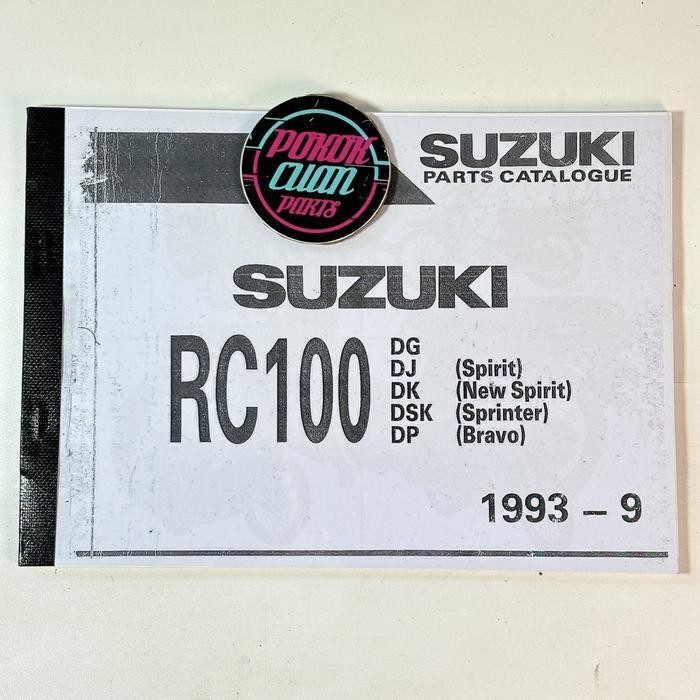 POKOK
CUAN
PARTS
SUZUKI
PARTS CATALOGUE
SUZUKI
RC100
DG
DJ (Spirit)
DK (New Spirit)
DSK (Sprinter)
DP (Bravo)
1993 – 9